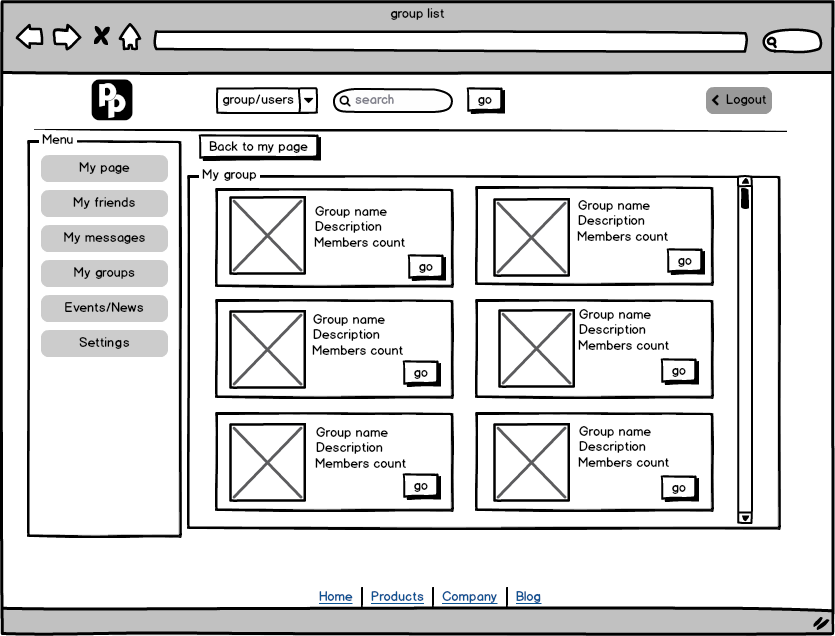 group list
Pp
group/users
search
go
Logout
Menu
My page
My friends
My messages
My groups
Events/News
Settings
Back to my page
My group
Group name
Description
Members count
go
Group name
Description
Members count
go
Group name
Description
Members count
go
Group name
Description
Members count
go
Group name
Description
Members count
go
Group name
Description
Members count
go
Home
Products
Company
Blog